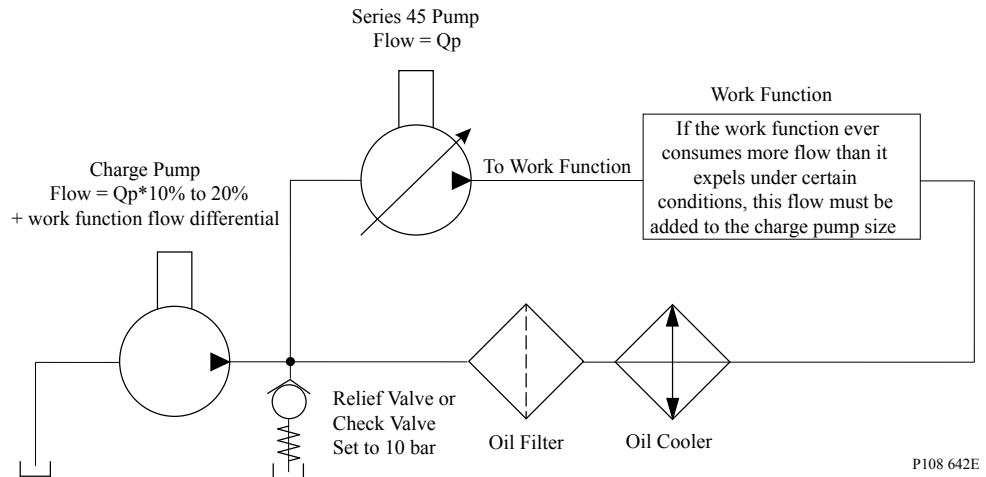 Series 45 Pump
Flow = Qp
Work Function
If the work function ever
consumes more flow than it
expels under certain
conditions, this flow must be
added to the charge pump size
To Work Function
Charge Pump
Flow = Qp*10% to 20%
+ work function flow differential
Relief Valve or
Check Valve
Set to 10 bar
Oil Filter
Oil Cooler
P108 642E